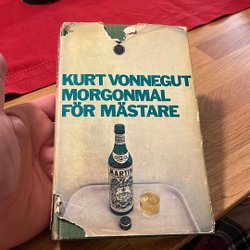 KURT VONNEGUT
MORGONMÅL
FÖR MÄSTARE
MARTINI